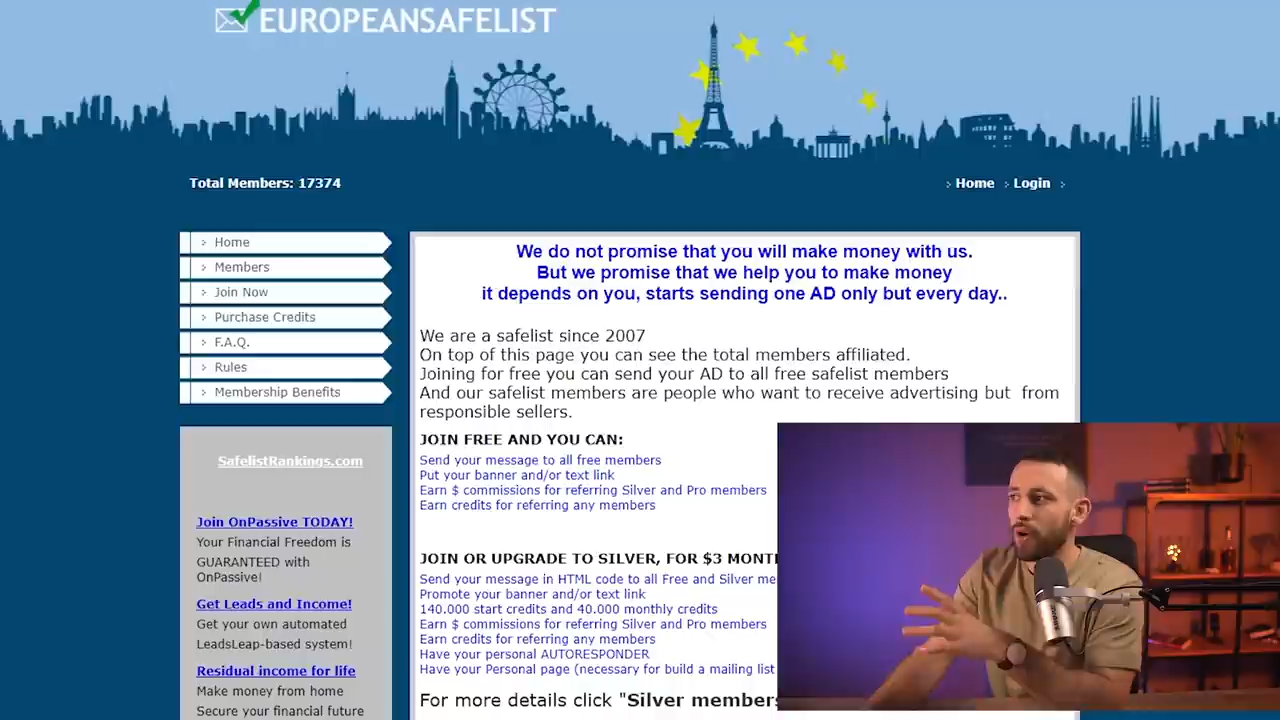 EUROPEANSAFELIST
Total Members: 17374
Home
Login
Home
Members
Join Now
Purchase Credits
F.A.Q.
Rules
Membership Benefits
SafelistRankings.com
Join OnPassive TODAY!
Your Financial Freedom is
GUARANTEED with
OnPassive!
Get Leads and Income!
Get your own automated
LeadsLeap-based system!
Residual income for life
Make money from home
Secure your financial future
We do not promise that you will make money with us.
But we promise that we help you to make money
it depends on you, starts sending one AD only but every day..
We are a safelist since 2007
On top of this page you can see the total members affiliated.
Joining for free you can send your AD to all free safelist members
And our safelist members are people who want to receive advertising but from
responsible sellers.
JOIN FREE AND YOU CAN:
Send your message to all free members
Put your banner and/or text link
Earn $ commissions for referring Silver and Pro members
Earn credits for referring any members
JOIN OR UPGRADE TO SILVER, FOR $3 MONT
Send your message in HTML code to all Free and Silver me
Promote your banner and/or text link
140.000 start credits and 40.000 monthly credits
Earn $ commissions for referring Silver and Pro members
Earn credits for referring any members
Have your personal AUTORESPONDER
Have your Personal page (necessary for build a mailing list
For more details click "Silver members